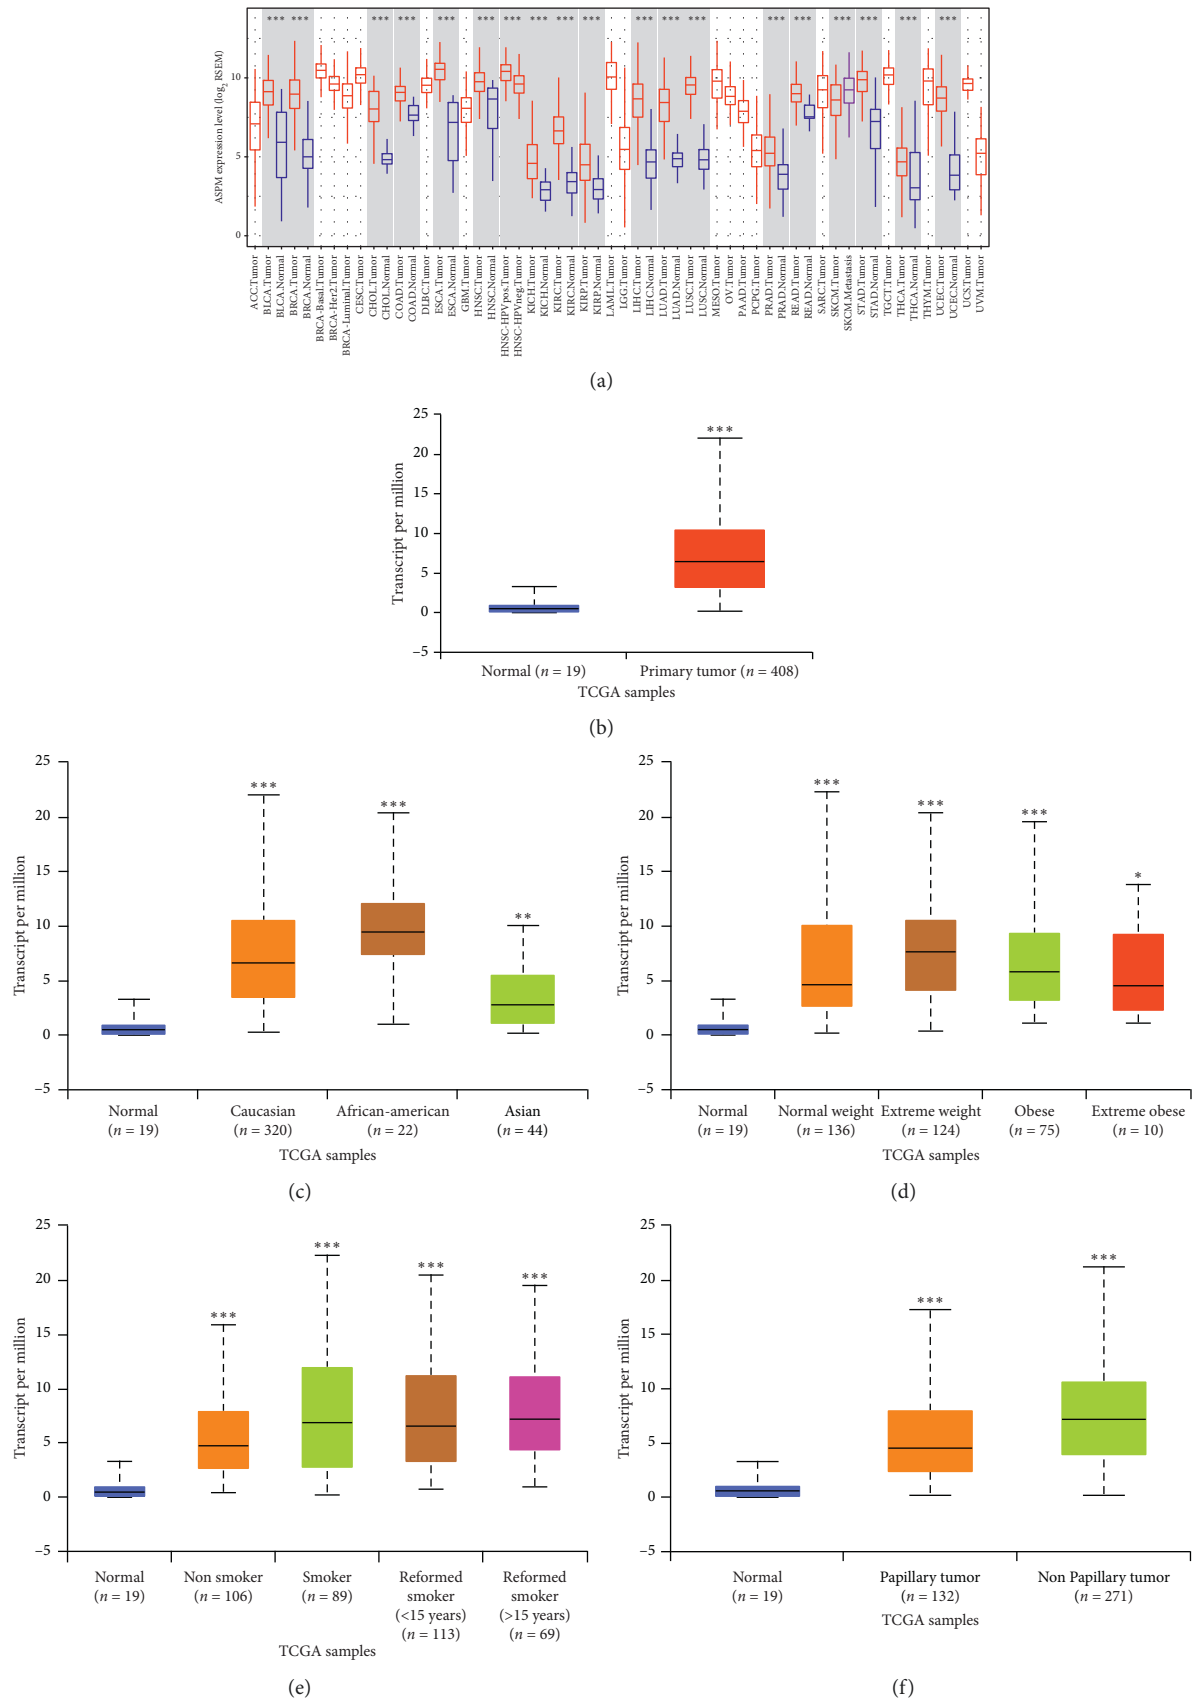 *** *** *** *** *** *** *** *** *** *** *** *** *** *** *** *** *** *** ***
ASPM expression level (log2 RSEM)
10
5
0
ACC.Tumor
BLCA.Tumor
BLCA.Normal
BRCA.Tumor
BRCA.Normal
BRCA-Basal.Tumor
BRCA-Her2.Tumor
BRCA-Luminal.Tumor
CESC.Tumor
CHOL.Tumor
CHOL.Normal
COAD.Tumor
COAD.Normal
DLBC.Tumor
ESCA.Tumor
ESCA.Normal
GBM.Tumor
HNSC.Tumor
HNSC.Normal
HNSC-HPVpos.Tumor
HNSC-HPVneg.Tumor
KICH.Tumor
KICH.Normal
KIRC.Tumor
KIRC.Normal
KIRP.Tumor
KIRP.Normal
LAML.Tumor
LGG.Tumor
LIHC.Tumor
LIHC.Normal
LUAD.Tumor
LUAD.Normal
LUSC.Tumor
LUSC.Normal
MESO.Tumor
OV.Tumor
PAAD.Tumor
PCPG.Tumor
PRAD.Tumor
PRAD.Normal
READ.Tumor
READ.Normal
SARC.Tumor
SKCM.Tumor
SKCM.Metastasis
STAD.Tumor
STAD.Normal
TGCT.Tumor
THCA.Tumor
THCA.Normal
THYM.Tumor
UCEC.Tumor
UCEC.Normal
UCS.Tumor
UVM.Tumor
(a)
Transcript per million
25
20
15
10
5
0
–5
***
Normal (n = 19) Primary tumor (n = 408)
TCGA samples
(b)
Transcript per million
25
20
15
10
5
0
–5
***
***
**
Normal Caucasian African-american Asian
(n = 19) (n = 320) (n = 22) (n = 44)
TCGA samples
(c)
Transcript per million
25
20
15
10
5
0
–5
***
***
***
*
Normal Normal weight Extreme weight Obese Extreme obese
(n = 19) (n = 136) (n = 124) (n = 75) (n = 10)
TCGA samples
(d)
Transcript per million
25
20
15
10
5
0
–5
***
***
***
***
Normal Non smoker Smoker Reformed Reformed
(n = 19) (n = 106) (n = 89) smoker smoker
(<15 years) (>15 years)
(n = 113) (n = 69)
TCGA samples
(e)
Transcript per million
25
20
15
10
5
0
–5
***
***
Normal Papillary tumor Non Papillary tumor
(n = 19) (n = 132) (n = 271)
TCGA samples
(f)